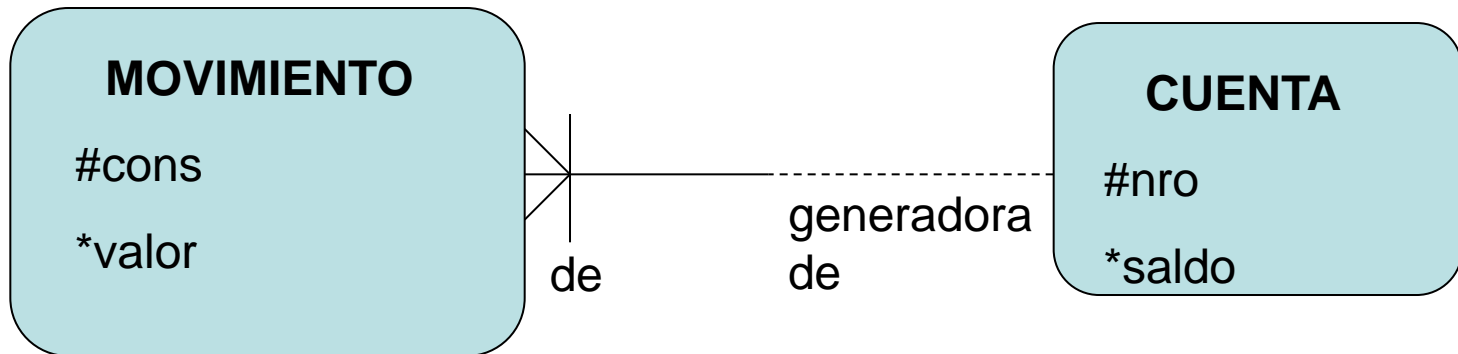 MOVIMIENTO
#cons
*valor
de
generadora
de
CUENTA
#nro
*saldo